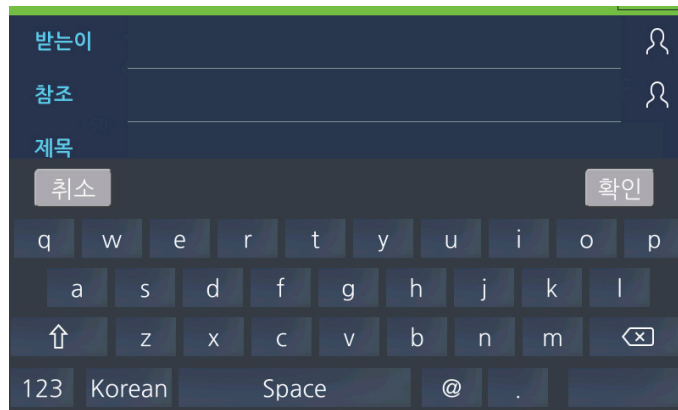 받는이
참조
제목
취소 확인
q w e r t y u i o p
a s d f g h j k l
z x c v b n m
123 Korean Space @ .